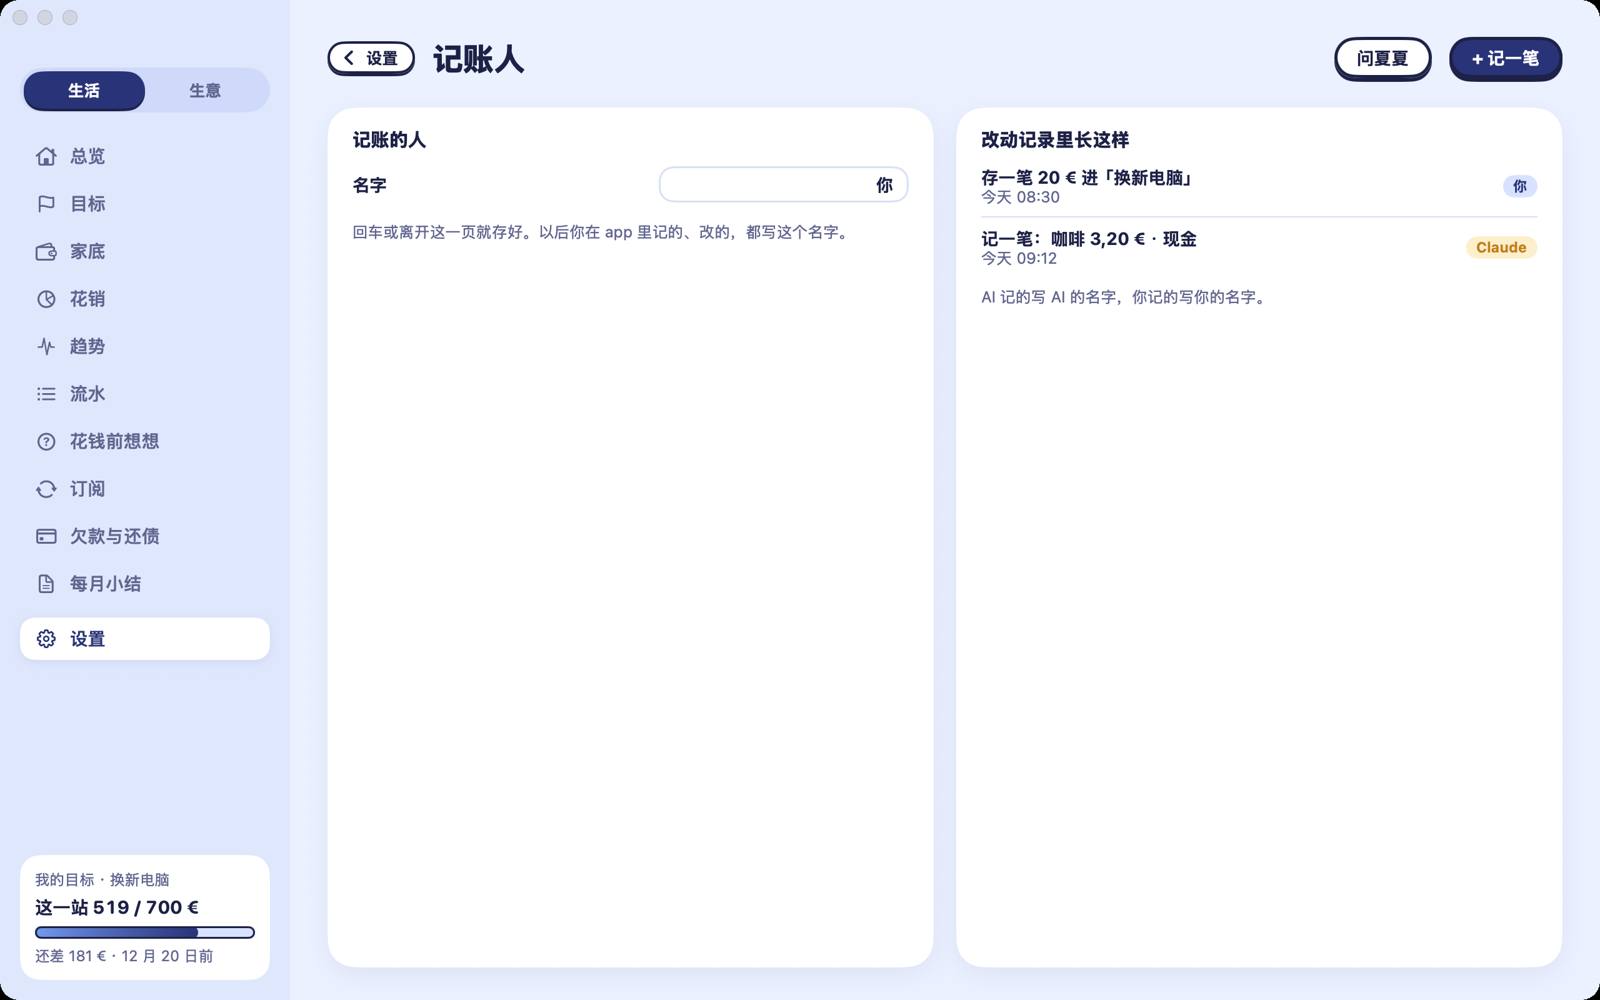 生活
生意
总览
目标
家底
花销
趋势
流水
花钱前想想
订阅
欠款与还债
每月小结
设置
我的目标 · 换新电脑
这一站 519 / 700 €
还差 181 € · 12 月 20 日前
设置
记账人
问夏夏
+ 记一笔
记账的人
名字
你
回车或离开这一页就存好。以后你在 app 里记的、改的，都写这个名字。
改动记录里长这样
存一笔 20 € 进「换新电脑」
今天 08:30
你
记一笔：咖啡 3,20 € · 现金
今天 09:12
Claude
AI 记的写 AI 的名字，你记的写你的名字。